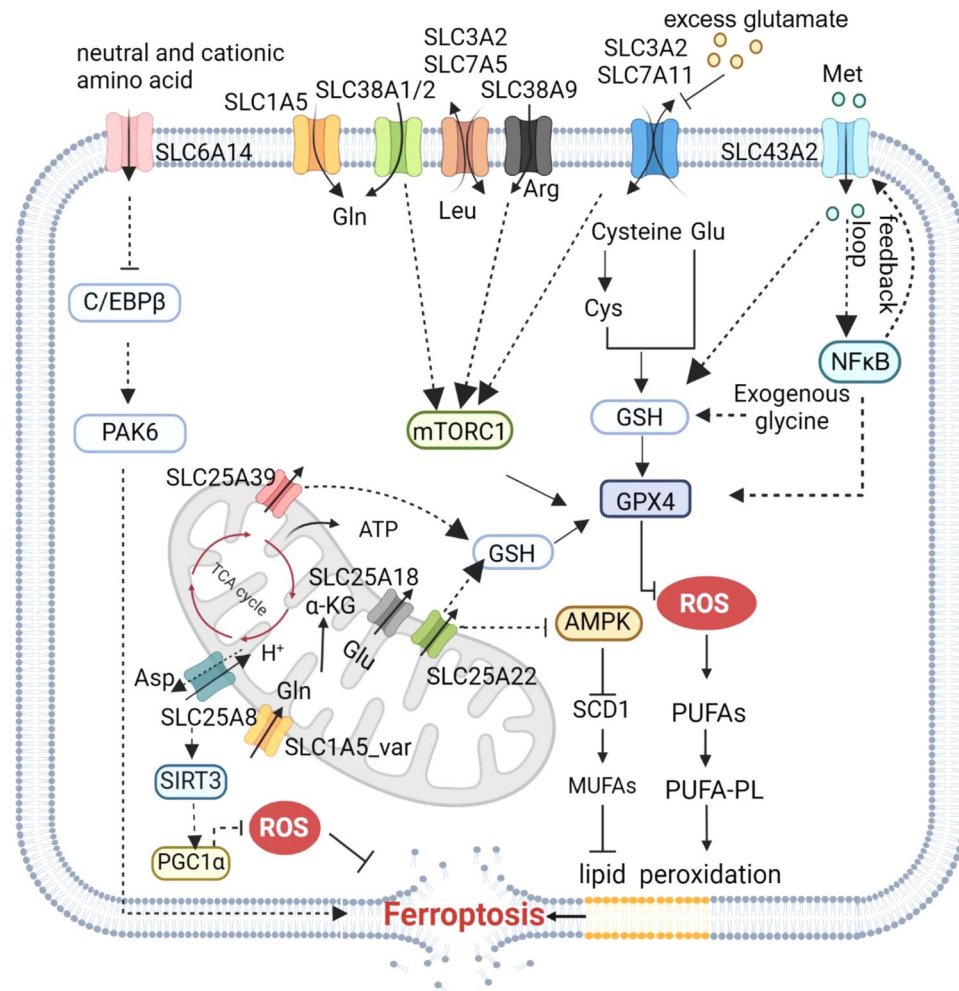 excess glutamate
neutral and cationic
amino acid
SLC3A2
SLC7A5
SLC3A2
SLC7A11
SLC1A5
SLC38A1/2
SLC38A9
Met
SLC6A14
SLC43A2
Gln
Leu
Arg
Cysteine Glu
loop
feedback
C/EBPβ
Cys
NFκB
PAK6
mTORC1
GSH
Exogenous
glycine
SLC25A39
GPX4
ATP
GSH
TCA cycle
SLC25A18
α-KG
Glu
AMPK
ROS
H⁺
Asp
SLC25A22
Gln
SLC25A8
SCD1
PUFAs
SLC1A5_var
SIRT3
MUFAs
PUFA-PL
ROS
PGC1α
lipid peroxidation
Ferroptosis